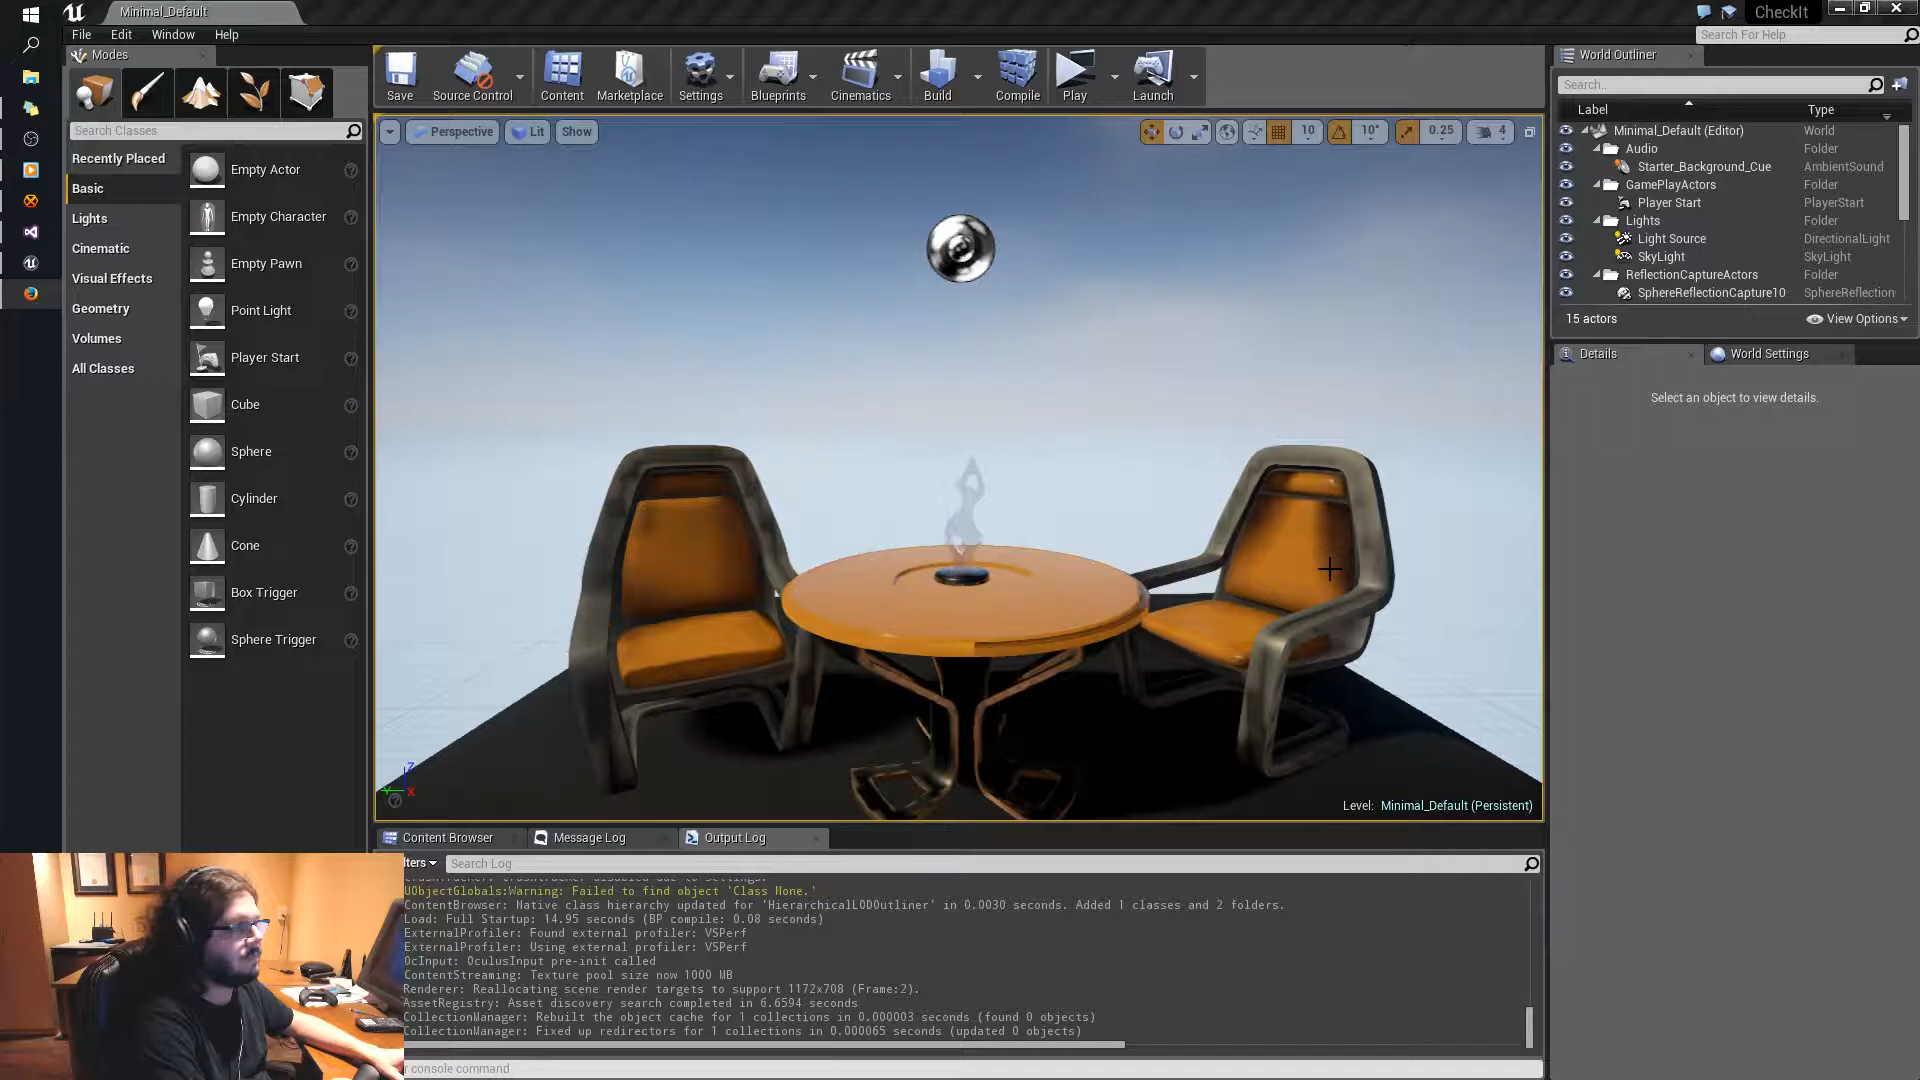 Minimal_Default
CheckIt
File Edit Window Help
Search For Help
Modes
Search Classes
Recently Placed
Basic
Lights
Cinematic
Visual Effects
Geometry
Volumes
All Classes
Empty Actor
Empty Character
Empty Pawn
Point Light
Player Start
Cube
Sphere
Cylinder
Cone
Box Trigger
Sphere Trigger
Save Source Control Content Marketplace Settings Blueprints Cinematics Build Compile Play Launch
Perspective Lit Show
10 10° 0.25 4
Level: Minimal_Default (Persistent)
Z
Y X
Content Browser Message Log Output Log
lters Search Log
UObjectGlobals:Warning: Failed to find object 'Class None.'
ContentBrowser: Native class hierarchy updated for 'HierarchicalLODOutliner' in 0.0030 seconds. Added 1 classes and 2 folders.
Load: Full Startup: 14.95 seconds (BP compile: 0.08 seconds)
ExternalProfiler: Found external profiler: VSPerf
ExternalProfiler: Using external profiler: VSPerf
OcInput: OculusInput pre-init called
ContentStreaming: Texture pool size now 1000 MB
Renderer: Reallocating scene render targets to support 1172x708 (Frame:2).
AssetRegistry: Asset discovery search completed in 6.6594 seconds
CollectionManager: Rebuilt the object cache for 1 collections in 0.000003 seconds (found 0 objects)
CollectionManager: Fixed up redirectors for 1 collections in 0.000065 seconds (updated 0 objects)
r console command
World Outliner
Search..
Label Type
Minimal_Default (Editor) World
Audio Folder
Starter_Background_Cue AmbientSound
GamePlayActors Folder
Player Start PlayerStart
Lights Folder
Light Source DirectionalLight
SkyLight SkyLight
ReflectionCaptureActors Folder
SphereReflectionCapture10 SphereReflection
15 actors View Options
Details World Settings
Select an object to view details.